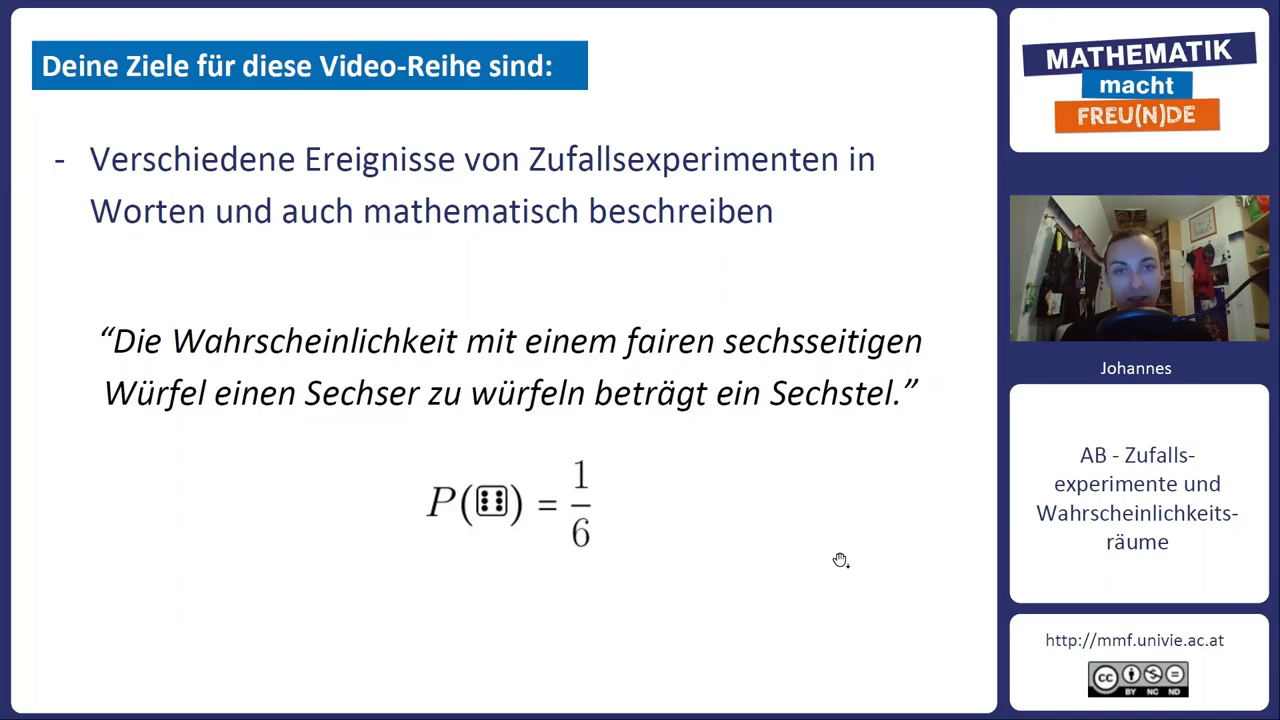 Deine Ziele für diese Video-Reihe sind:
- Verschiedene Ereignisse von Zufallsexperimenten in
Worten und auch mathematisch beschreiben
“Die Wahrscheinlichkeit mit einem fairen sechsseitigen
Würfel einen Sechser zu würfeln beträgt ein Sechstel.”
P(⚅) = 1/6
MATHEMATIK
macht
FREU(N)DE
Johannes
AB - Zufalls-
experimente und
Wahrscheinlichkeits-
räume
http://mmf.univie.ac.at
cc
BY NC ND